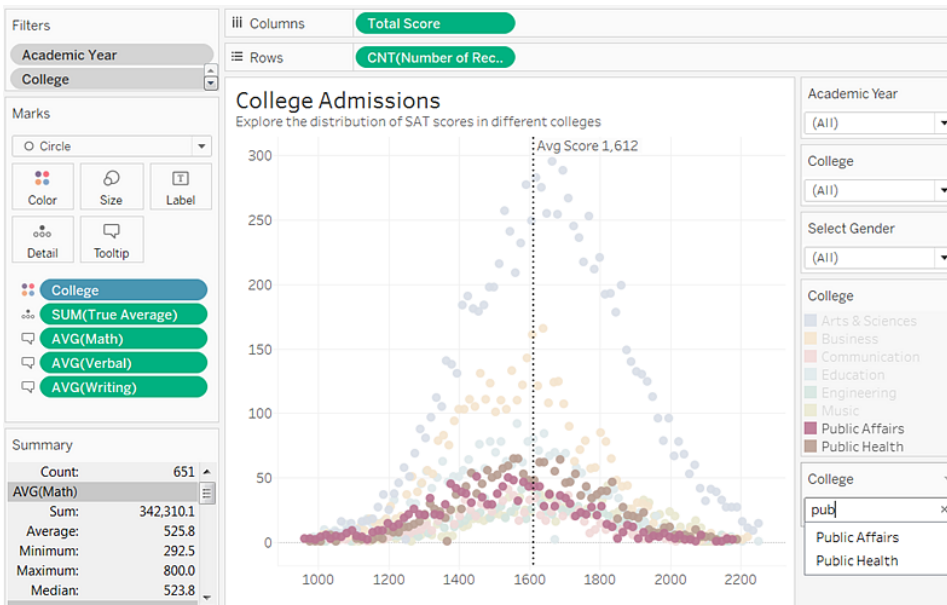 Filters
Academic Year
College
iii Columns
Total Score
Rows
CNT(Number of Rec..
Marks
Circle
Color
Size
Label
Detail
Tooltip
College
SUM(True Average)
AVG(Math)
AVG(Verbal)
AVG(Writing)
Summary
Count: 651
AVG(Math)
Sum: 342,310.1
Average: 525.8
Minimum: 292.5
Maximum: 800.0
Median: 523.8
College Admissions
Explore the distribution of SAT scores in different colleges
Avg Score 1,612
300
250
200
150
100
50
0
1000 1200 1400 1600 1800 2000 2200
Academic Year
(All)
College
(All)
Select Gender
(All)
College
Arts & Sciences
Business
Communication
Education
Engineering
Music
Public Affairs
Public Health
College
pub
Public Affairs
Public Health